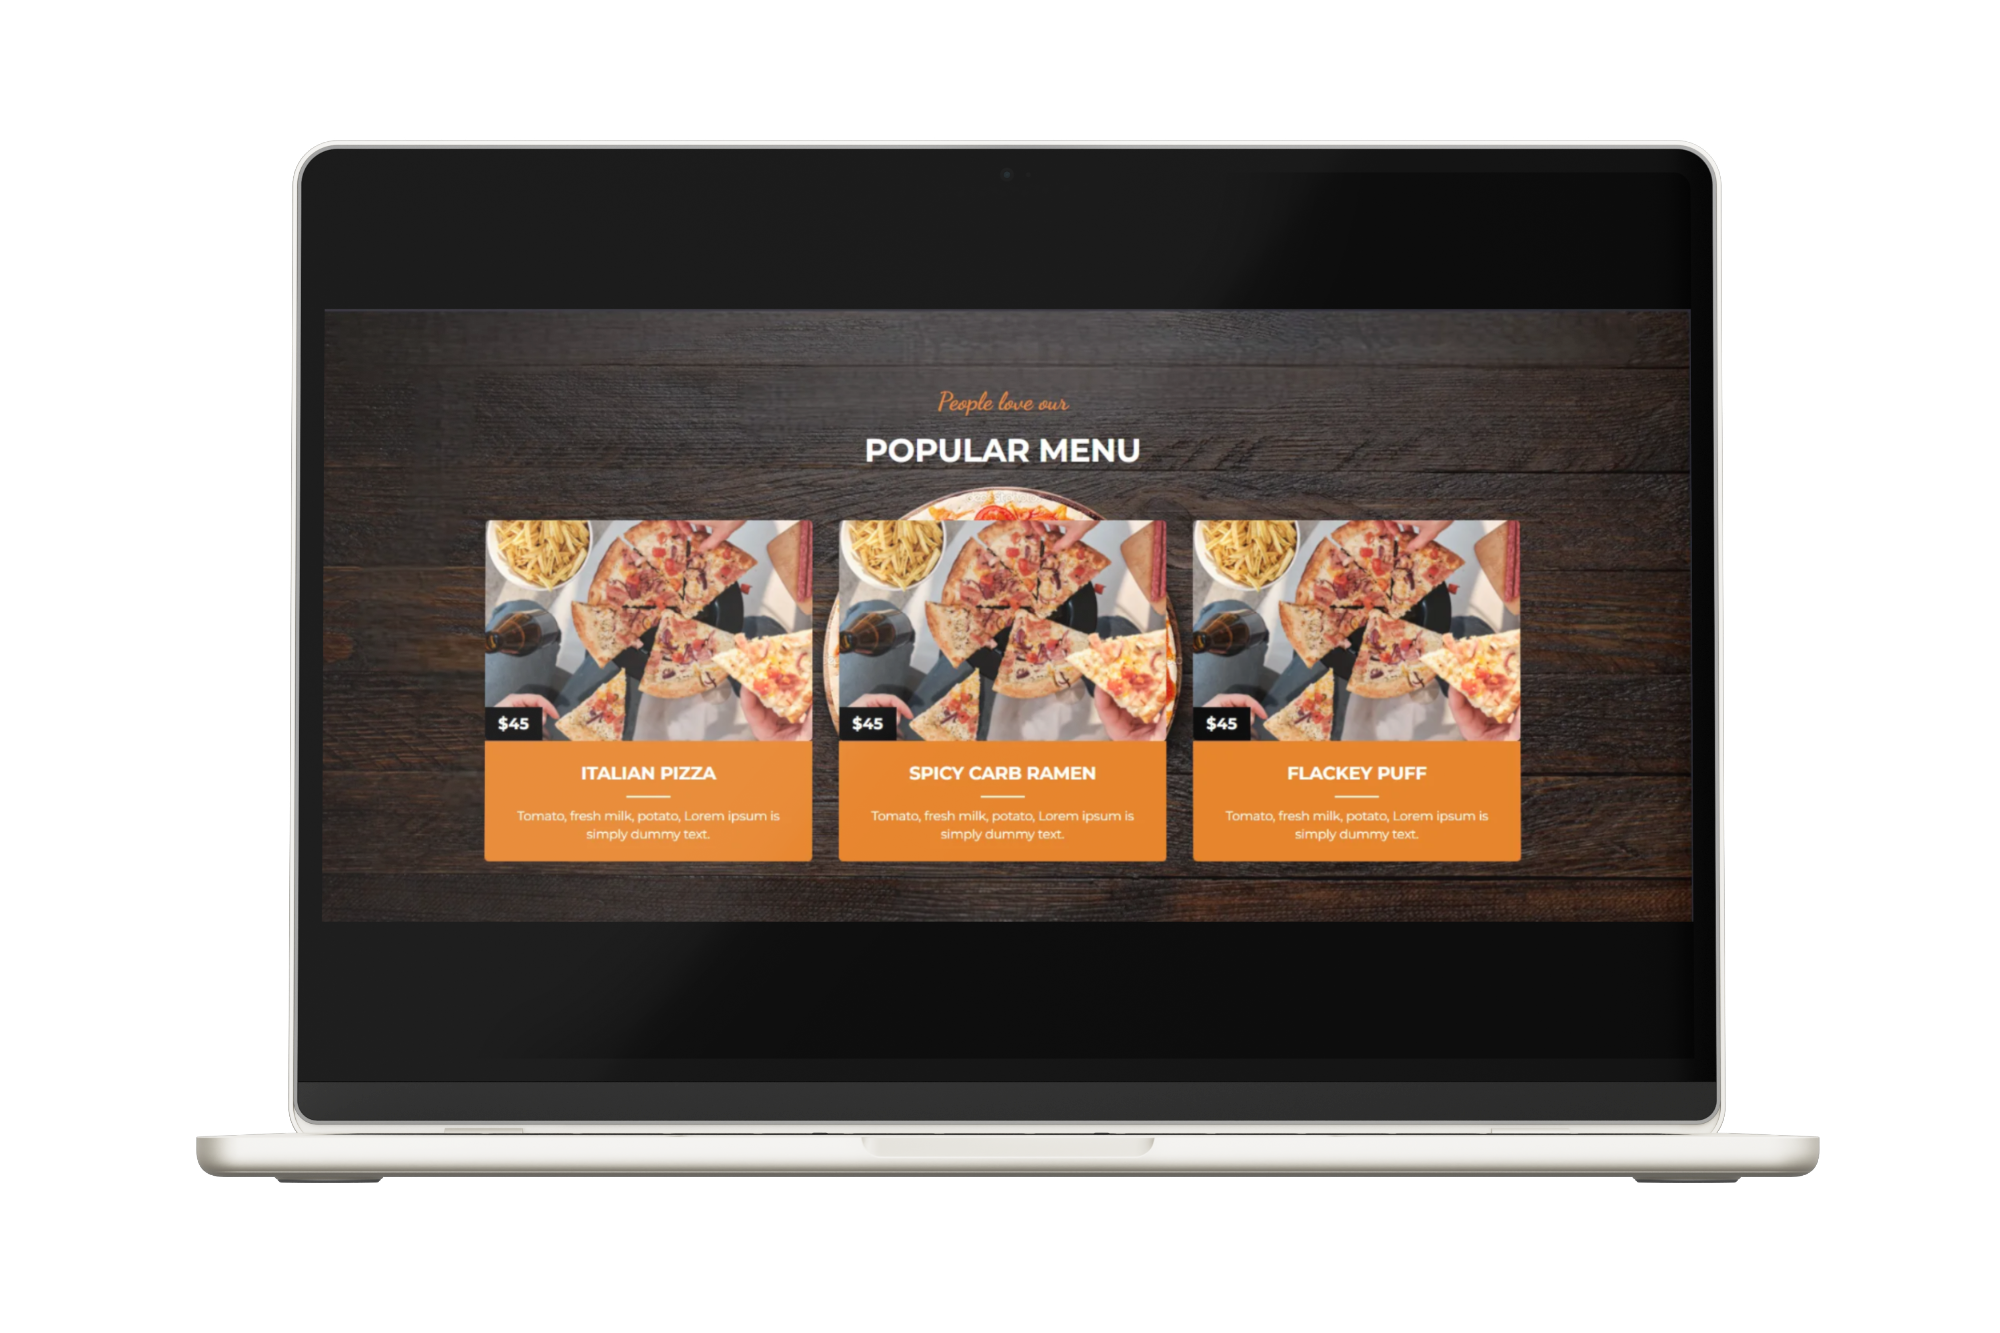 People love our
POPULAR MENU
$45
ITALIAN PIZZA
Tomato, fresh milk, potato, Lorem ipsum is
simply dummy text.
$45
SPICY CARB RAMEN
Tomato, fresh milk, potato, Lorem ipsum is
simply dummy text.
$45
FLACKEY PUFF
Tomato, fresh milk, potato, Lorem ipsum is
simply dummy text.